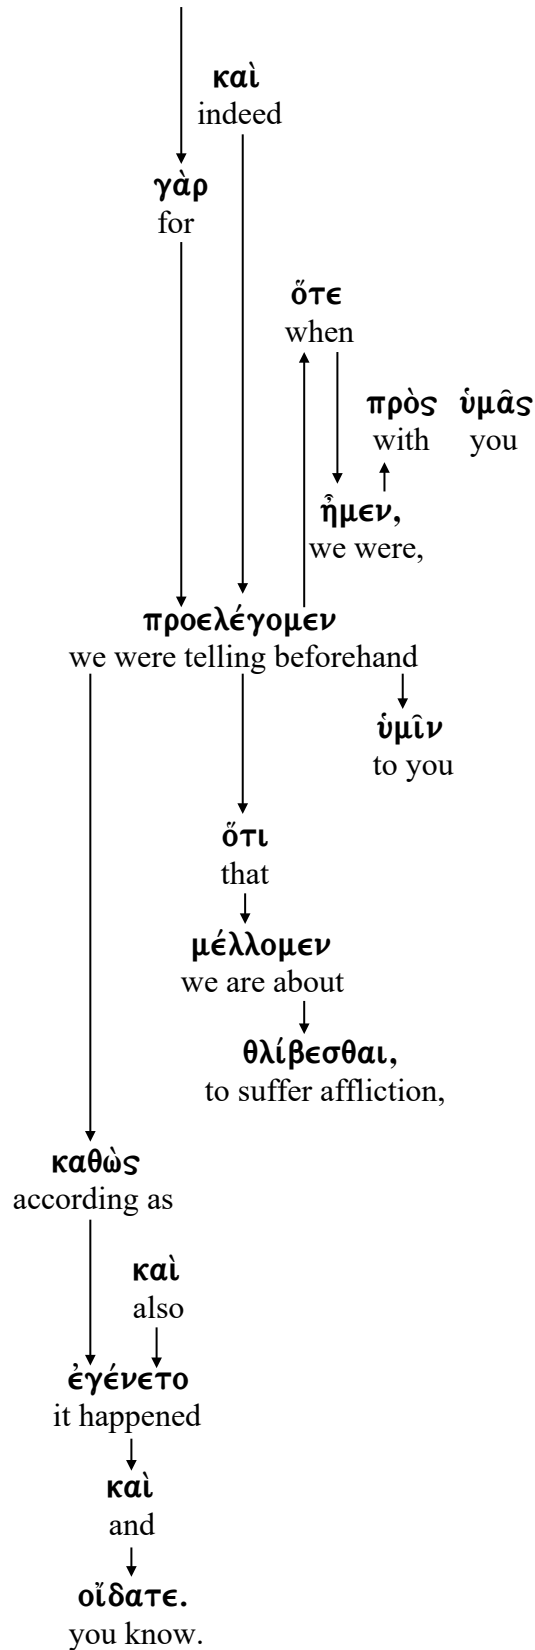 καὶ
indeed
γὰρ
for
ὅτε
when
πρὸς ὑμᾶς
with you
ἦμεν,
we were,
προελέγομεν
we were telling beforehand
ὑμῖν
to you
ὅτι
that
μέλλομεν
we are about
θλίβεσθαι,
to suffer affliction,
καθὼς
according as
καὶ
also
ἐγένετο
it happened
καὶ
and
οἴδατε.
you know.